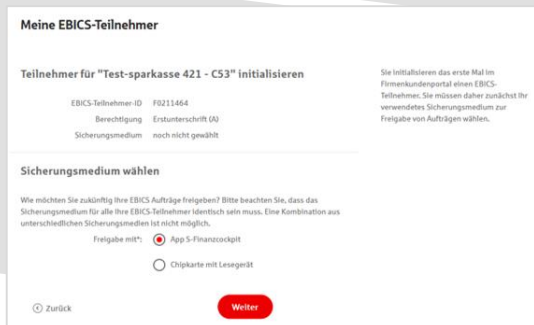 Meine EBICS-Teilnehmer
Teilnehmer für "Test-sparkasse 421 - C53" initialisieren
EBICS-Teilnehmer-ID F0211464
Berechtigung Erstunterschrift (A)
Sicherungsmedium noch nicht gewählt
Sie initialisieren das erste Mal im
Firmenkundenportal einen EBICS-
Teilnehmer. Sie müssen daher zunächst Ihr
verwendetes Sicherungsmedium zur
Freigabe von Aufträgen wählen.
Sicherungsmedium wählen
Wie möchten Sie zukünftig Ihre EBICS Aufträge freigeben? Bitte beachten Sie, dass das
Sicherungsmedium für alle Ihre EBICS-Teilnehmer identisch sein muss. Eine Kombination aus
unterschiedlichen Sicherungsmedien ist nicht möglich.
Freigabe mit*: App S-Finanzcockpit
Chipkarte mit Lesegerät
Zurück
Weiter